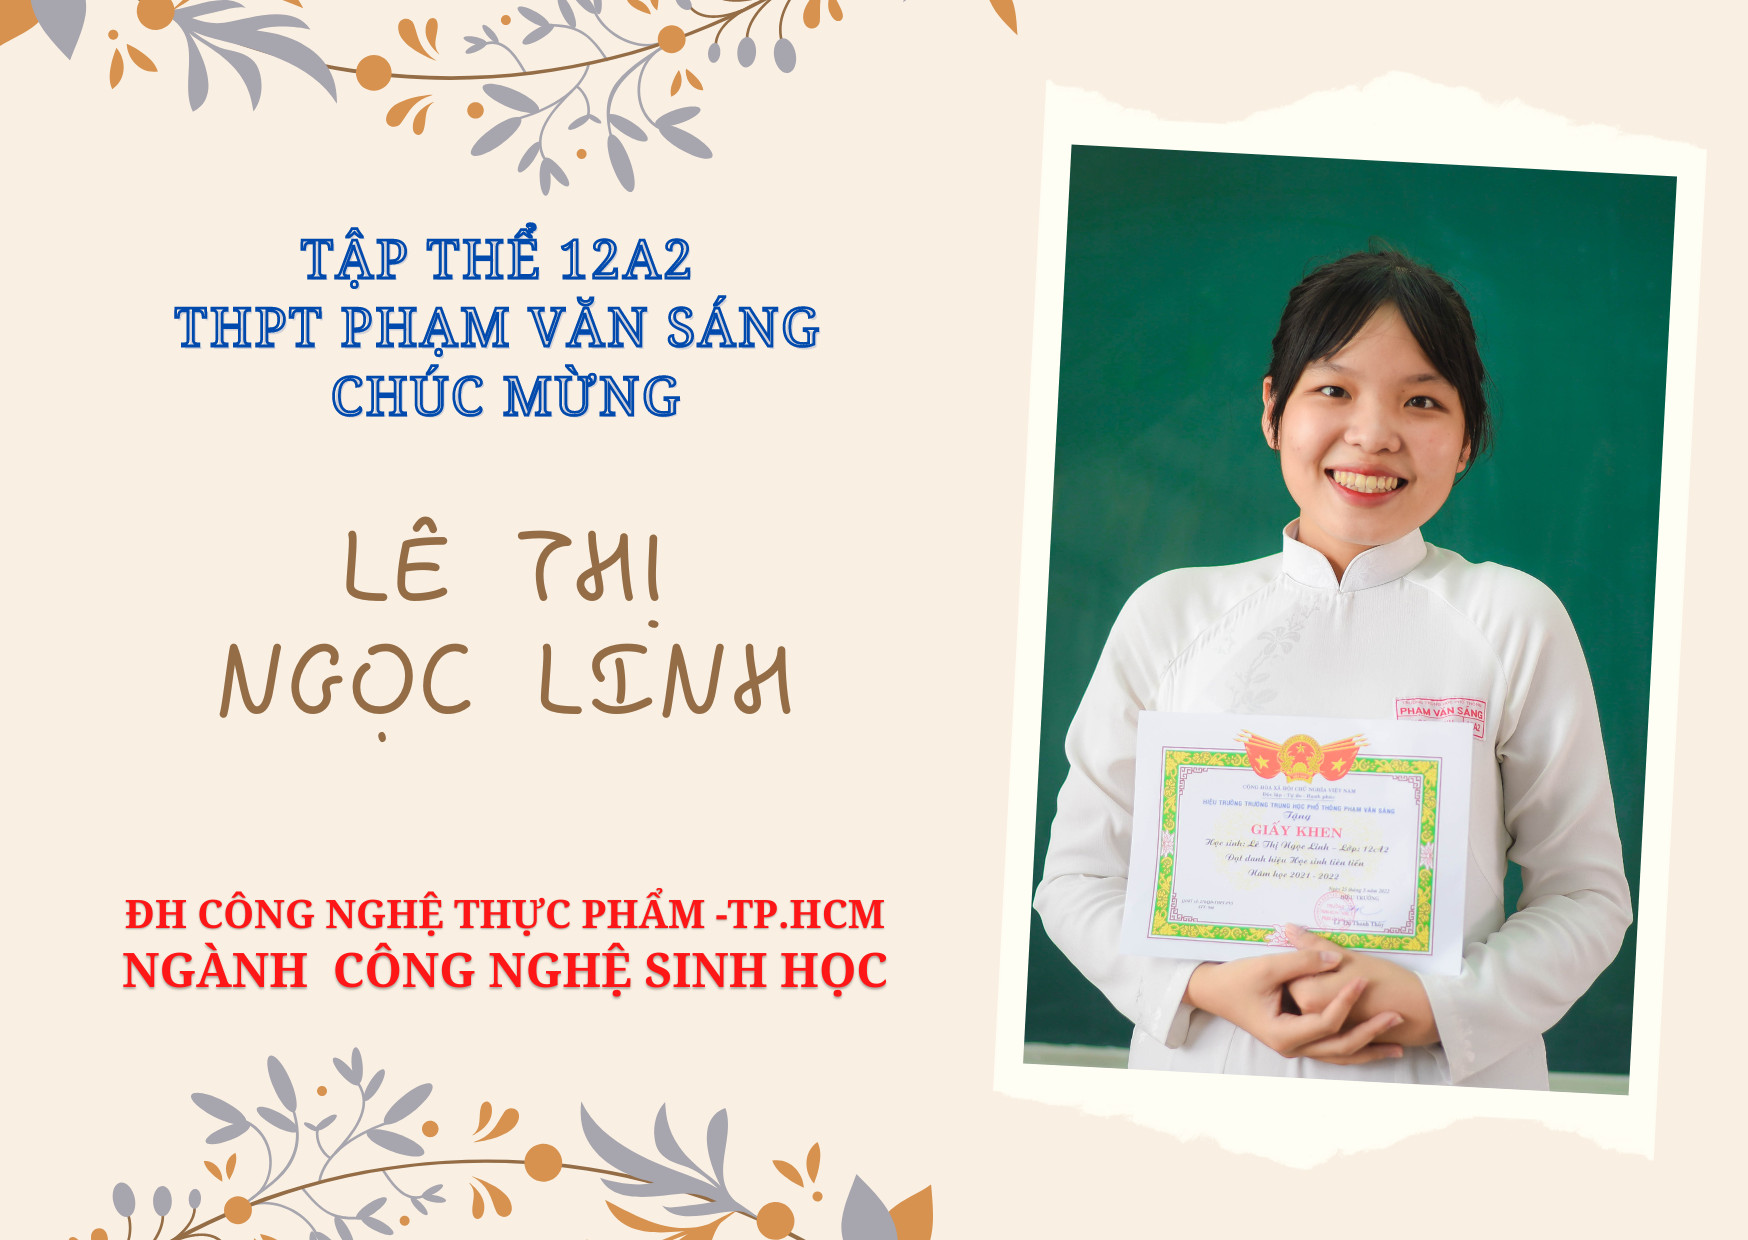 TẬP THỂ 12A2
THPT PHẠM VĂN SÁNG
CHÚC MỪNG
LÊ THỊ
NGỌC LINH
ĐH CÔNG NGHỆ THỰC PHẨM -TP.HCM
NGÀNH CÔNG NGHỆ SINH HỌC
PHẠM VĂN SÁNG
CỘNG HOÀ XÃ HỘI CHỦ NGHĨA VIỆT NAM
Độc lập - Tự do - Hạnh phúc
HIỆU TRƯỞNG TRƯỜNG TRUNG HỌC PHỔ THÔNG PHẠM VĂN SÁNG
Tặng
GIẤY KHEN
Học sinh: Lê Thị Ngọc Linh - Lớp: 12A2
Đạt danh hiệu Học sinh tiên tiến
Năm học 2021 - 2022
HIỆU TRƯỞNG